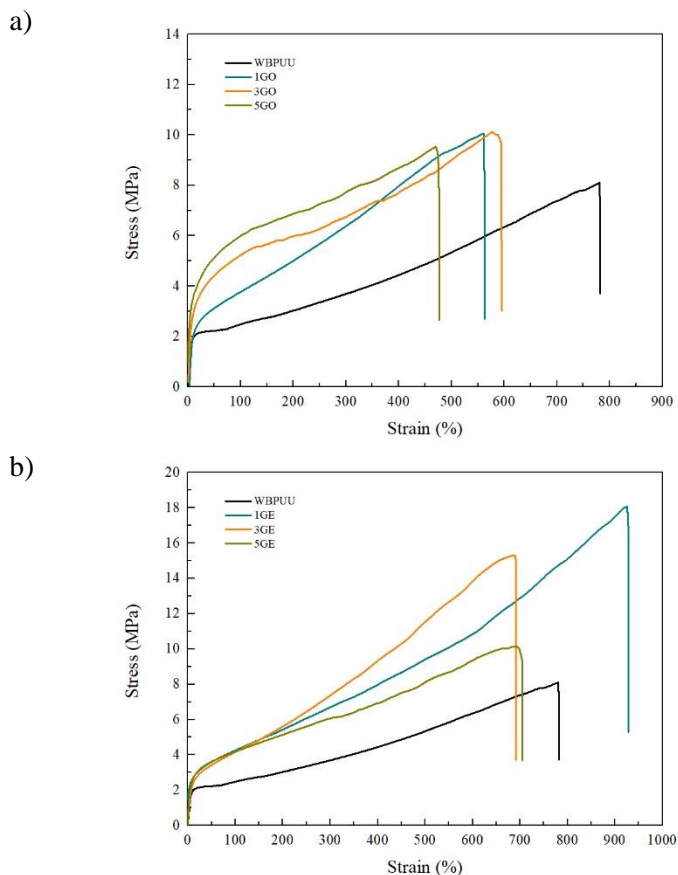 a)
14
12
10
8
6
4
2
0
Stress (MPa)
WBPUU
1GO
3GO
5GO
0 100 200 300 400 500 600 700 800 900
Strain (%)
b)
20
18
16
14
12
10
8
6
4
2
0
Stress (MPa)
WBPUU
1GE
3GE
5GE
0 100 200 300 400 500 600 700 800 900 1000
Strain (%)